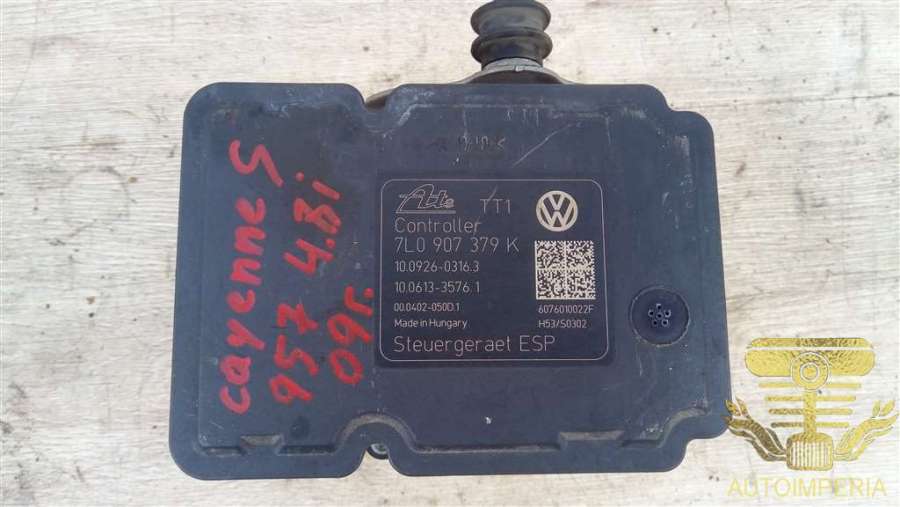 cayenne S
957 4.8i
09г.
Ate TT1
Controller
7L0 907 379 K
10.0926-0316.3
10.0613-3576.1
00.0402-050D.1
6076010022F
Made in Hungary
H53/S0302
Steuergeraet ESP
AUTOIMPERIA